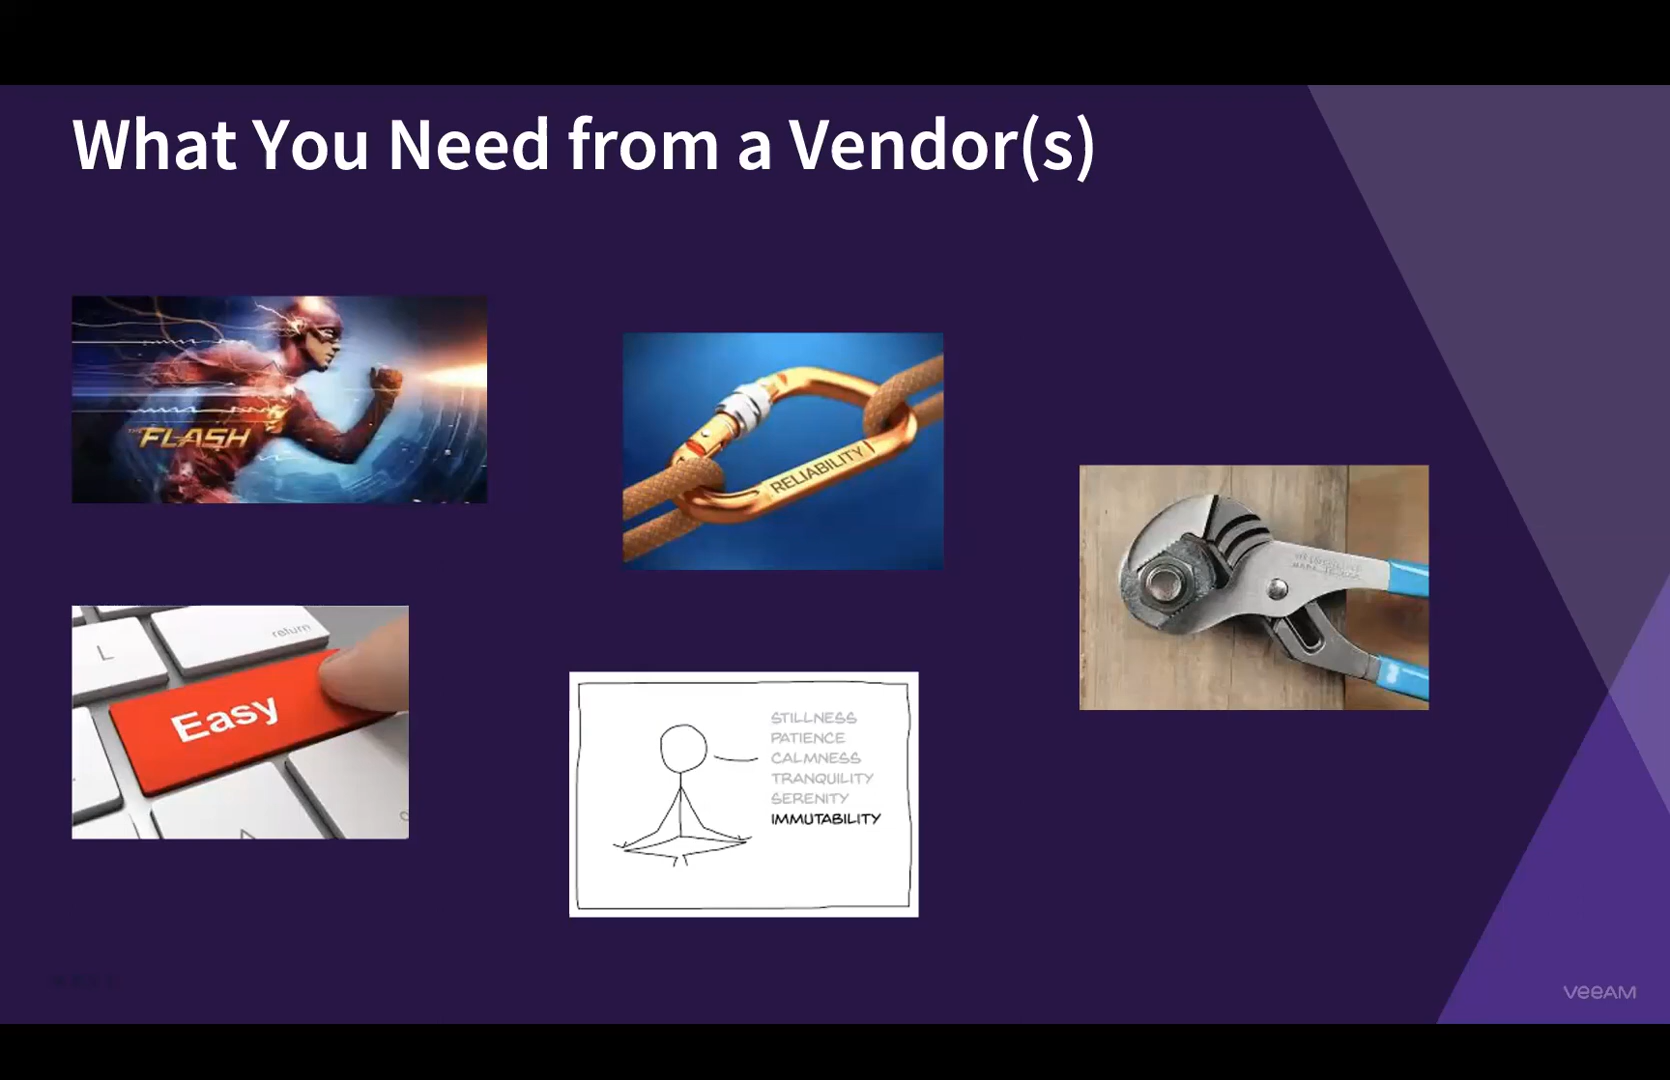 What You Need from a Vendor(s)
THE FLASH
RELIABILITY
return
L
Easy
A
STILLNESS
PATIENCE
CALMNESS
TRANQUILITY
SERENITY
IMMUTABILITY
veeAM